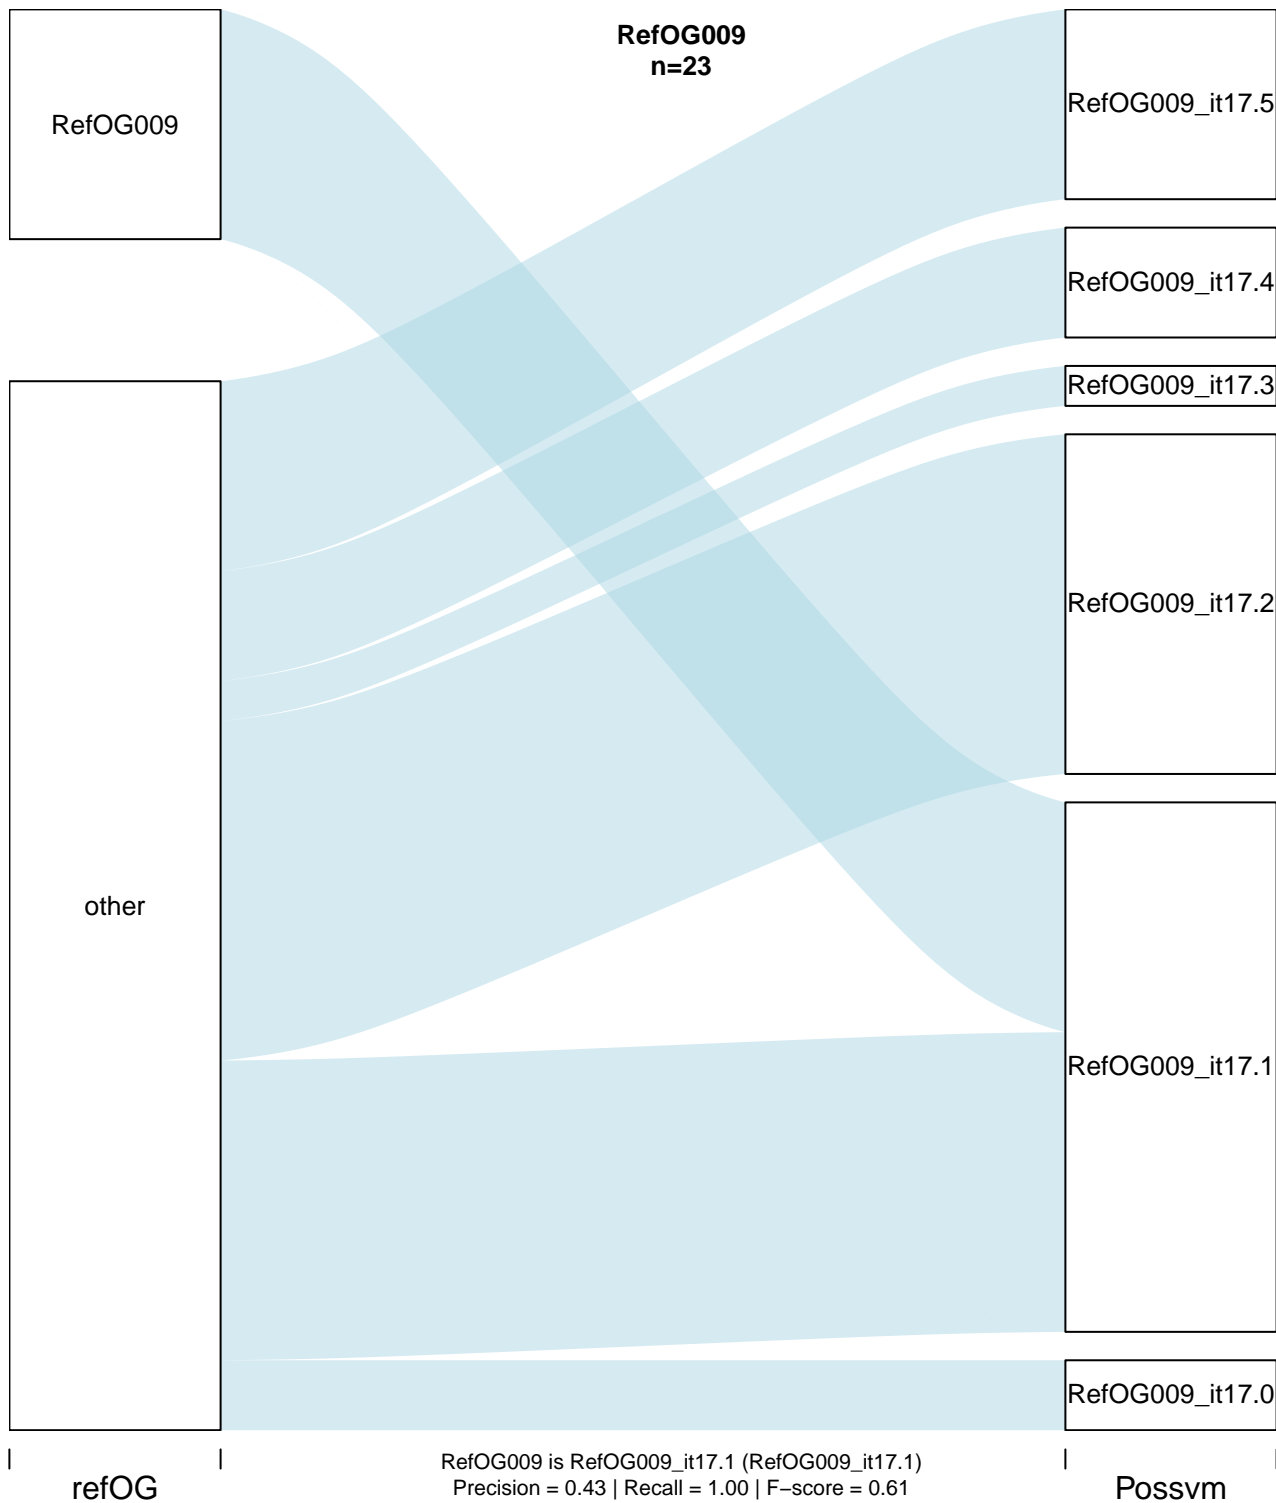 RefOG009
n=23
RefOG009
other
RefOG009_it17.5
RefOG009_it17.4
RefOG009_it17.3
RefOG009_it17.2
RefOG009_it17.1
RefOG009_it17.0
refOG
RefOG009 is RefOG009_it17.1 (RefOG009_it17.1)
Precision = 0.43 | Recall = 1.00 | F−score = 0.61
Possvm